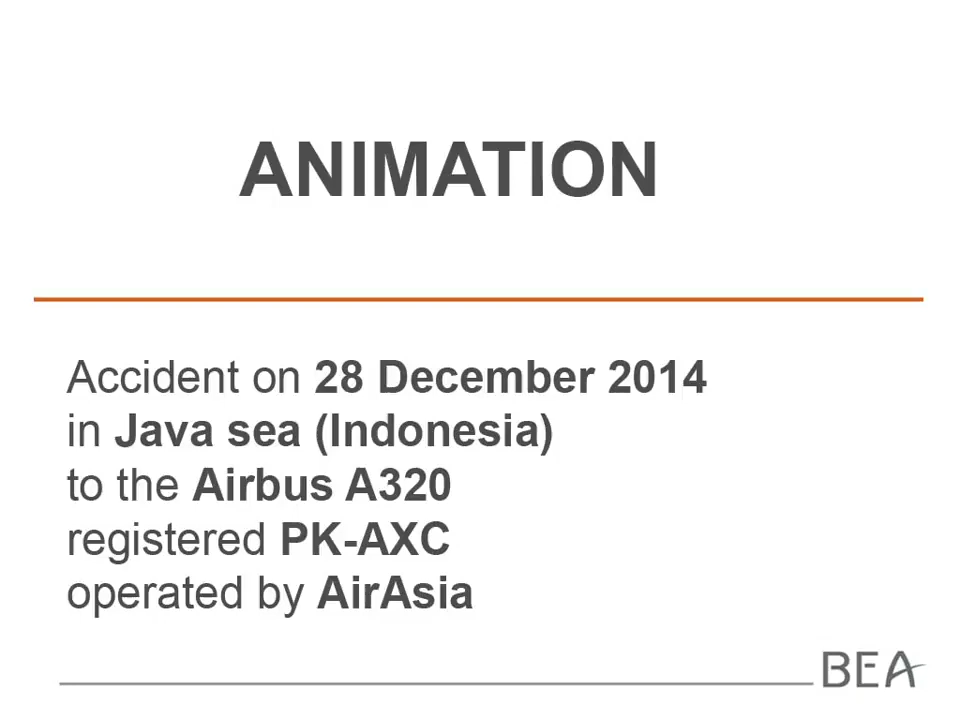 ANIMATION
Accident on 28 December 2014
in Java sea (Indonesia)
to the Airbus A320
registered PK-AXC
operated by AirAsia
BEA